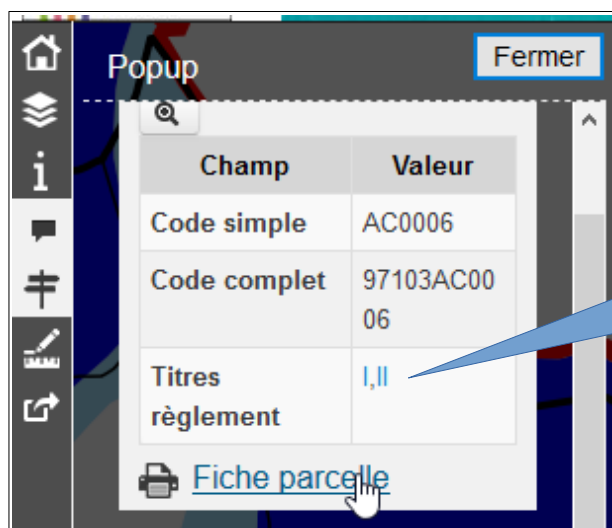 Popup
Fermer
Champ Valeur
Code simple AC0006
Code complet 97103AC00
06
Titres
règlement I,II
Fiche parcelle